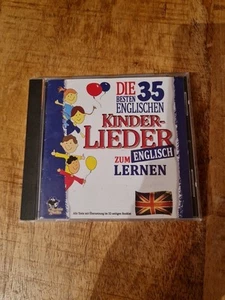 DIE 35
BESTEN
ENGLISCHEN
KINDER-
LIEDER
ZUM ENGLISCH
LERNEN